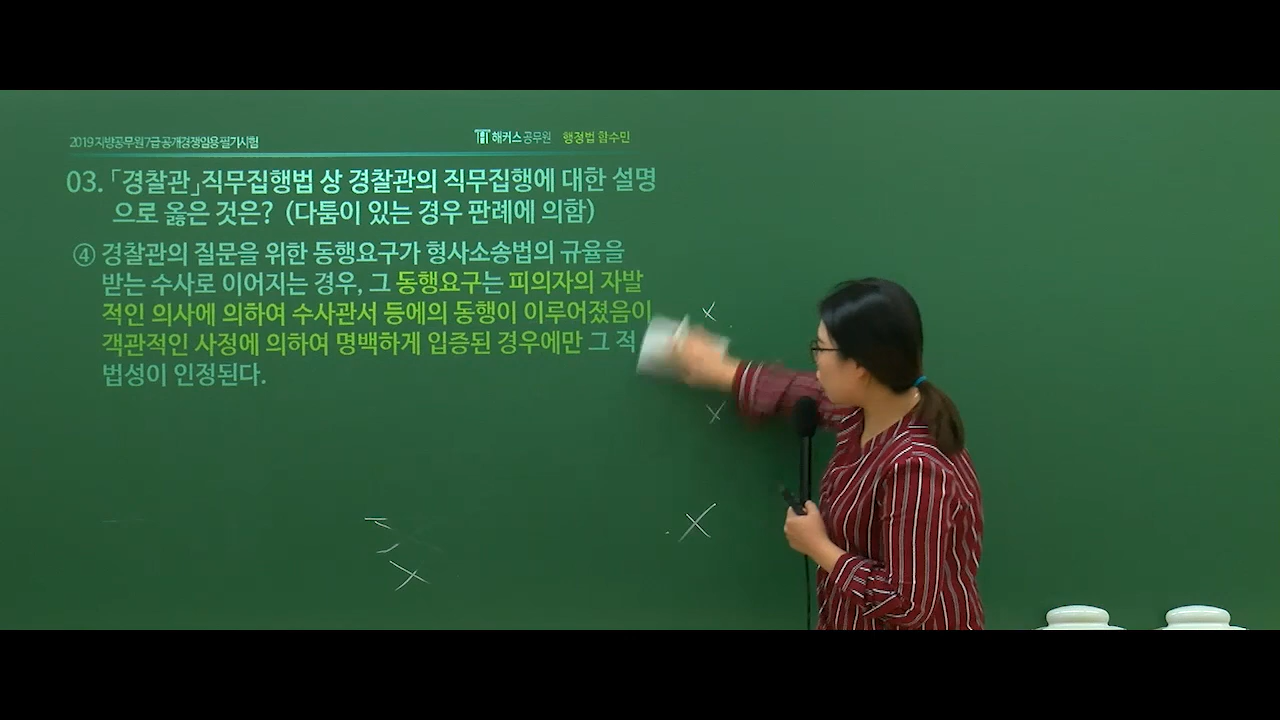 2019 지방공무원 7급 공개경쟁임용 필기시험
해커스공무원 행정법 함수민
03. 「경찰관」직무집행법 상 경찰관의 직무집행에 대한 설명
으로 옳은 것은? (다툼이 있는 경우 판례에 의함)
④ 경찰관의 질문을 위한 동행요구가 형사소송법의 규율을
받는 수사로 이어지는 경우, 그 동행요구는 피의자의 자발
적인 의사에 의하여 수사관서 등에의 동행이 이루어졌음이
객관적인 사정에 의하여 명백하게 입증된 경우에만 그 적
법성이 인정된다.